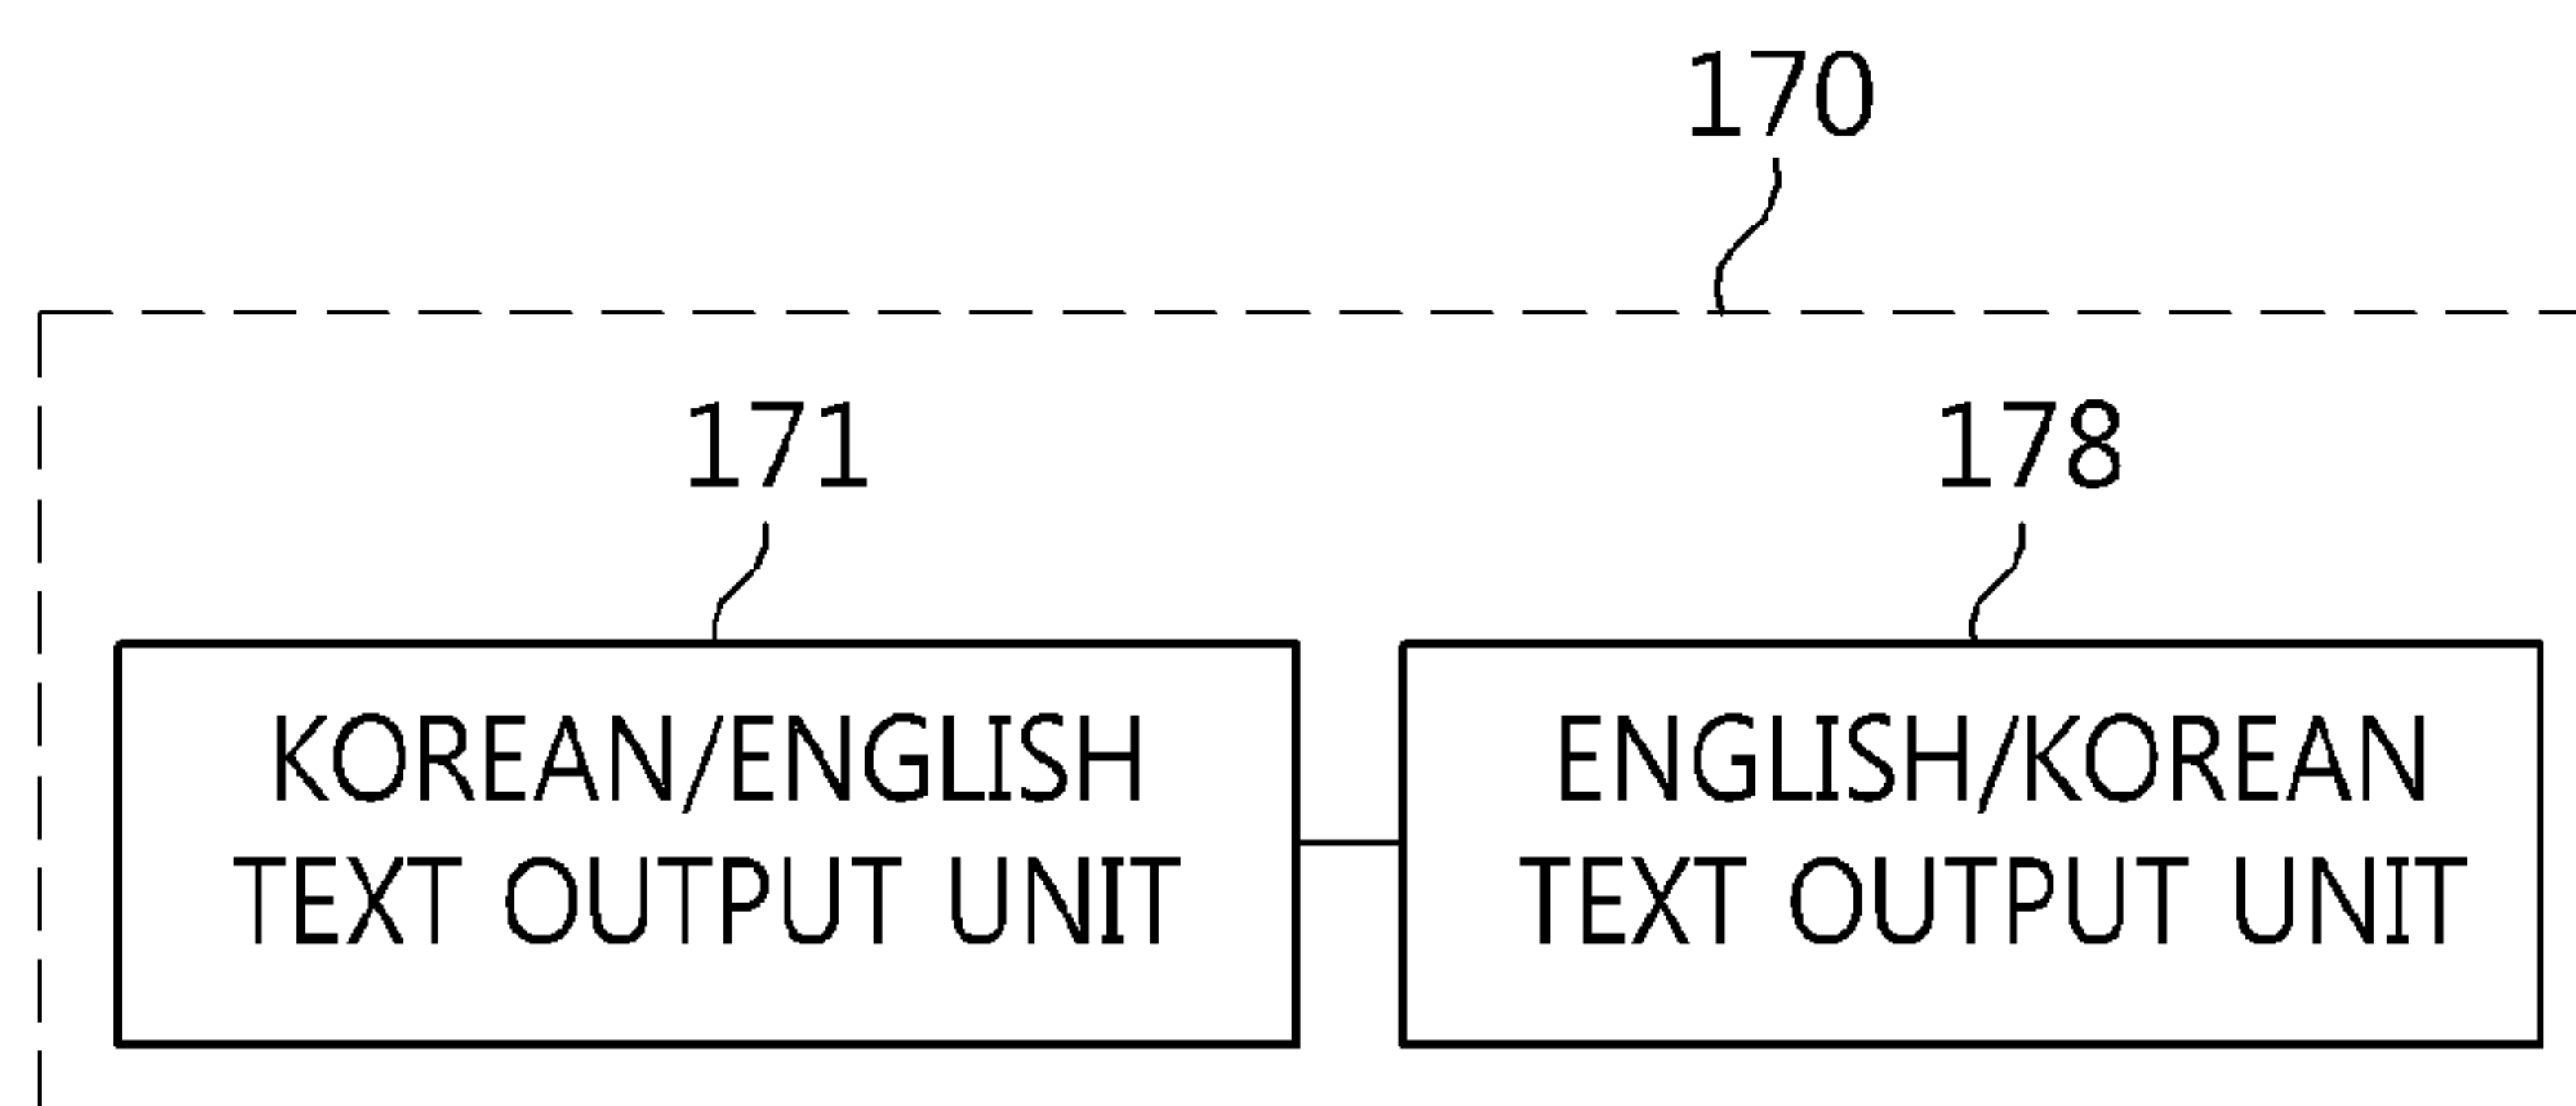 170
171
178
KOREAN/ENGLISH
TEXT OUTPUT UNIT
ENGLISH/KOREAN
TEXT OUTPUT UNIT